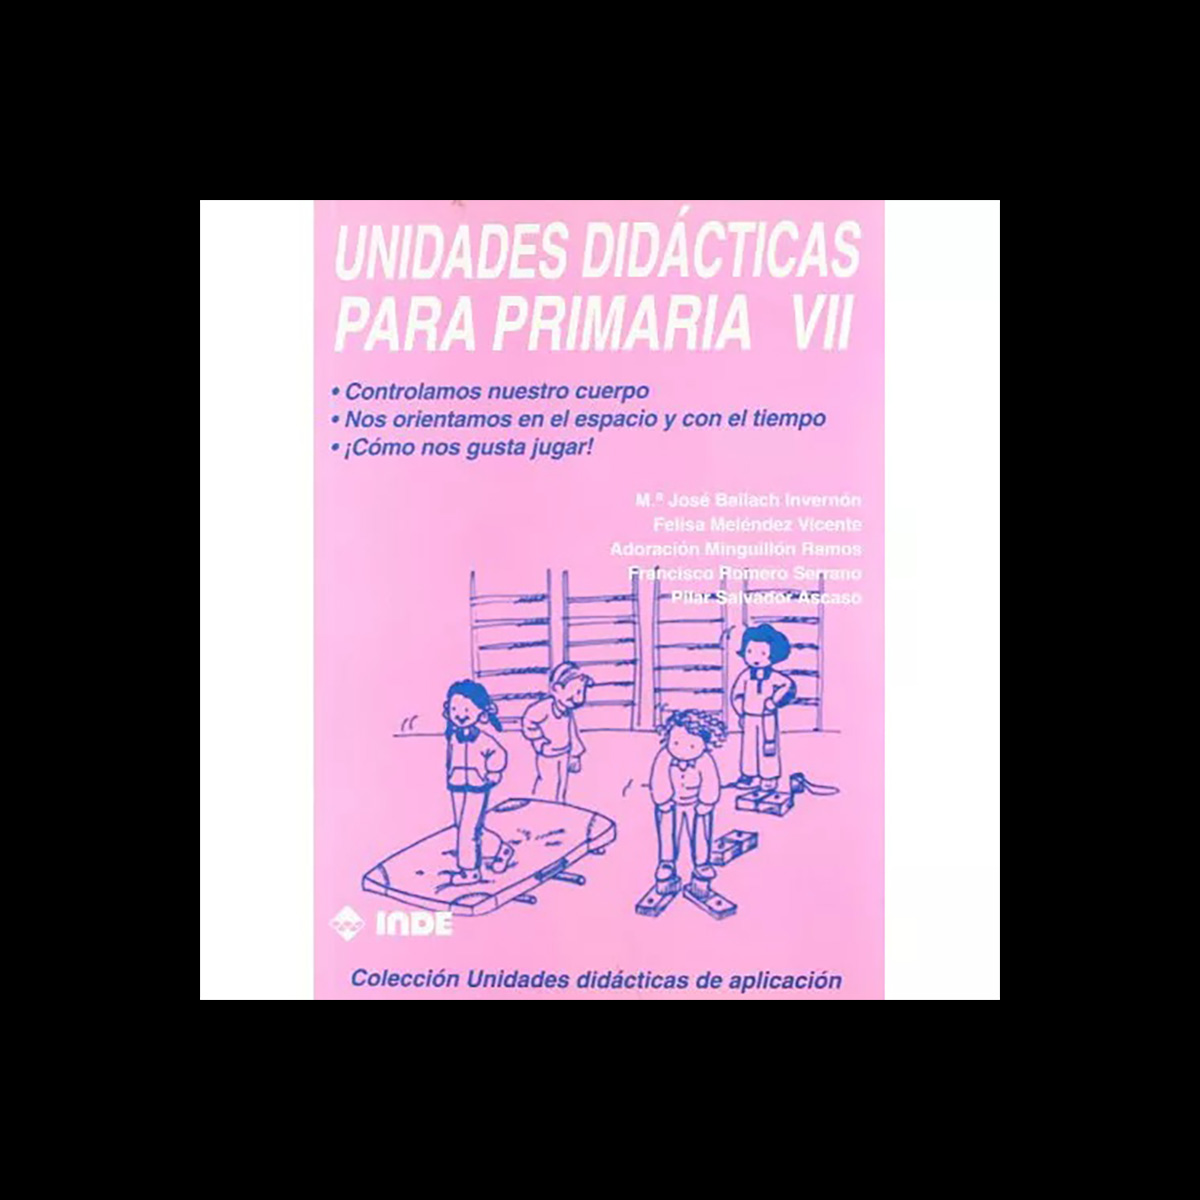 UNIDADES DIDÁCTICAS
PARA PRIMARIA VII
• Controlamos nuestro cuerpo
• Nos orientamos en el espacio y con el tiempo
• ¡Cómo nos gusta jugar!
M.ª José Bailach Invernón
Felisa Meléndez Vicente
Adoración Minguillón Ramos
Francisco Romero Serrano
Pilar Salvador Ascaso
INDE
Colección Unidades didácticas de aplicación